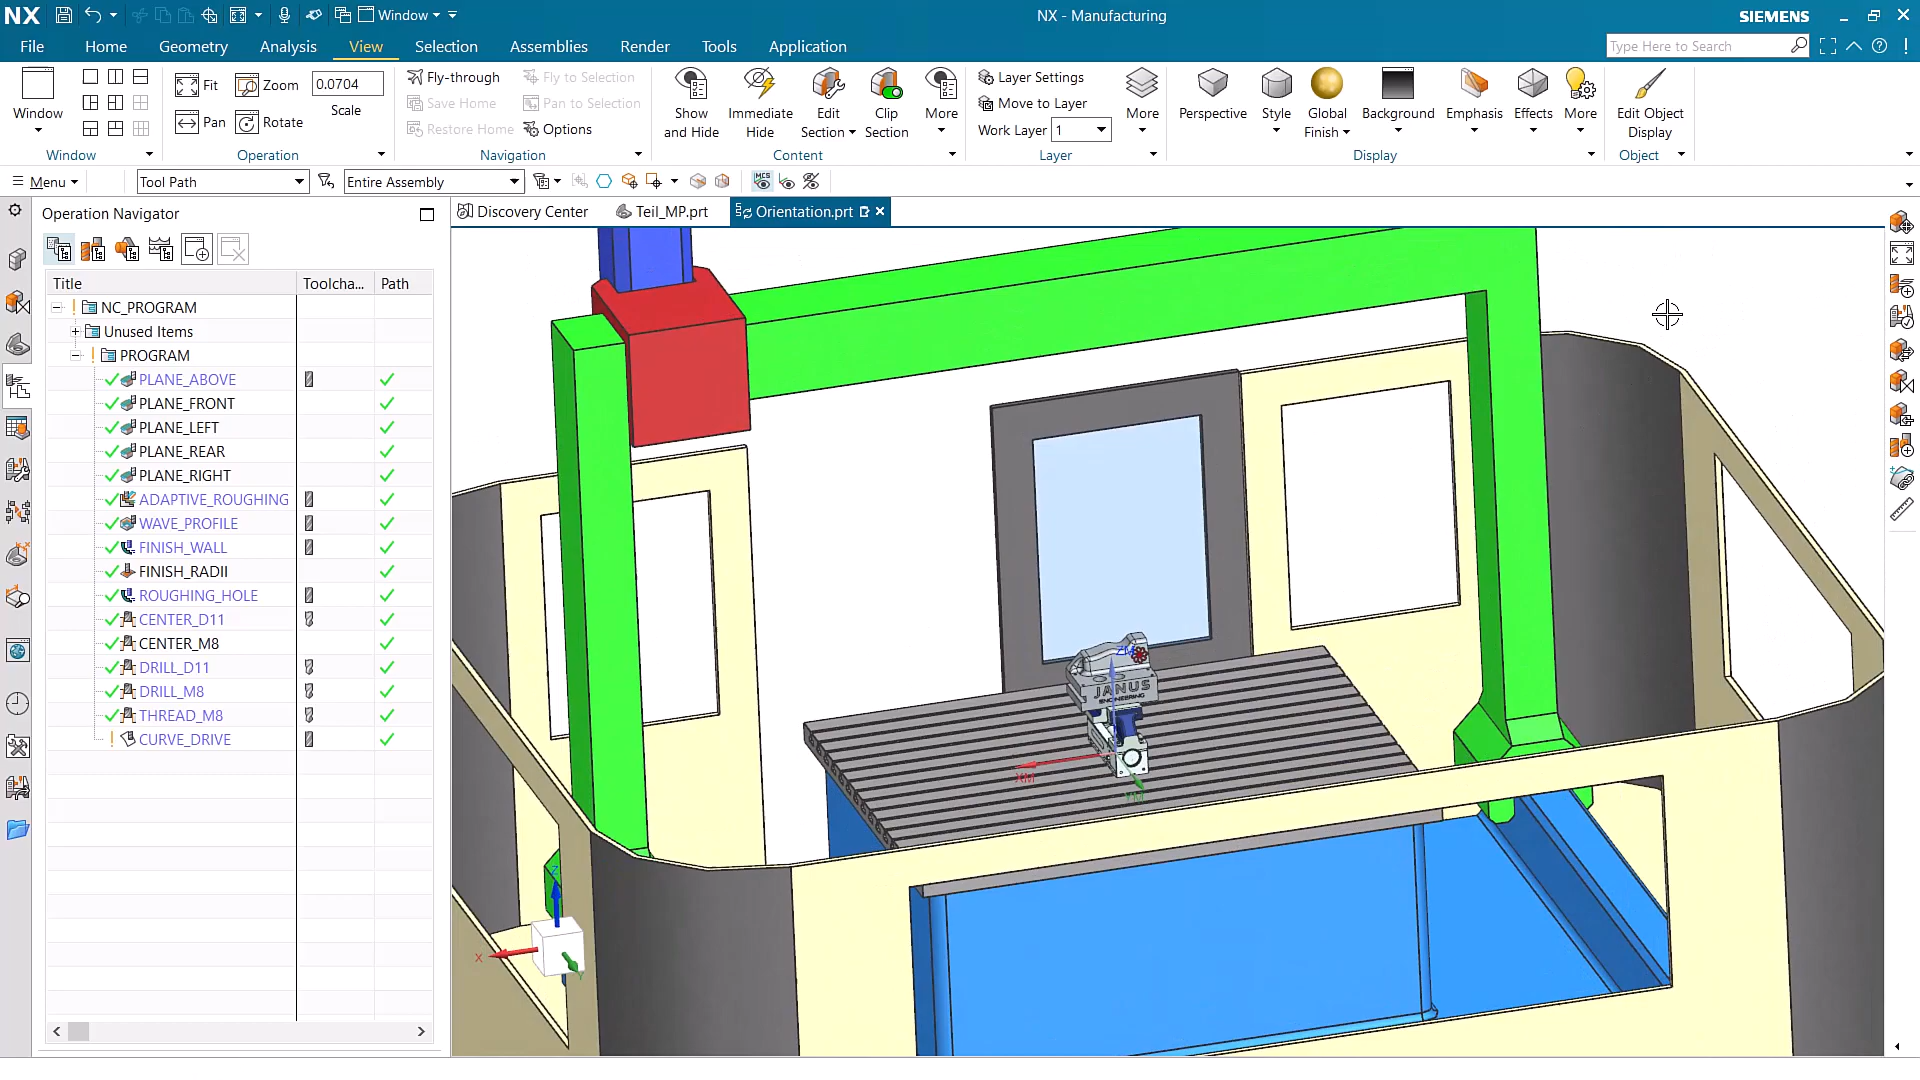 NX
Window
NX - Manufacturing
SIEMENS
File
Home
Geometry
Analysis
View
Selection
Assemblies
Render
Tools
Application
Type Here to Search
Window
Fit
Zoom
0.0704
Pan
Rotate
Scale
Fly-through
Save Home
Restore Home
Fly to Selection
Pan to Selection
Options
Show
and Hide
Immediate
Hide
Edit
Section
Clip
Section
More
Layer Settings
Move to Layer
Work Layer 1
More
Perspective
Style
Global
Finish
Background
Emphasis
Effects
More
Edit Object
Display
Window
Operation
Navigation
Content
Layer
Display
Object
Menu
Tool Path
Entire Assembly
MCS
Operation Navigator
Discovery Center
Teil_MP.prt
Orientation.prt
Title
Toolcha...
Path
NC_PROGRAM
Unused Items
PROGRAM
PLANE_ABOVE
PLANE_FRONT
PLANE_LEFT
PLANE_REAR
PLANE_RIGHT
ADAPTIVE_ROUGHING
WAVE_PROFILE
FINISH_WALL
FINISH_RADII
ROUGHING_HOLE
CENTER_D11
CENTER_M8
DRILL_D11
DRILL_M8
THREAD_M8
CURVE_DRIVE
ZM
JANUS
ENGINEERING
XM
YM
Z
X
Y